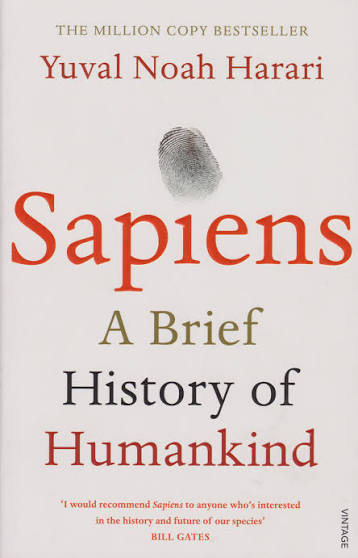 THE MILLION COPY BESTSELLER
Yuval Noah Harari
Sapiens
A Brief
History of
Humankind
‘I would recommend Sapiens to anyone who’s interested
in the history and future of our species’
BILL GATES
VINTAGE